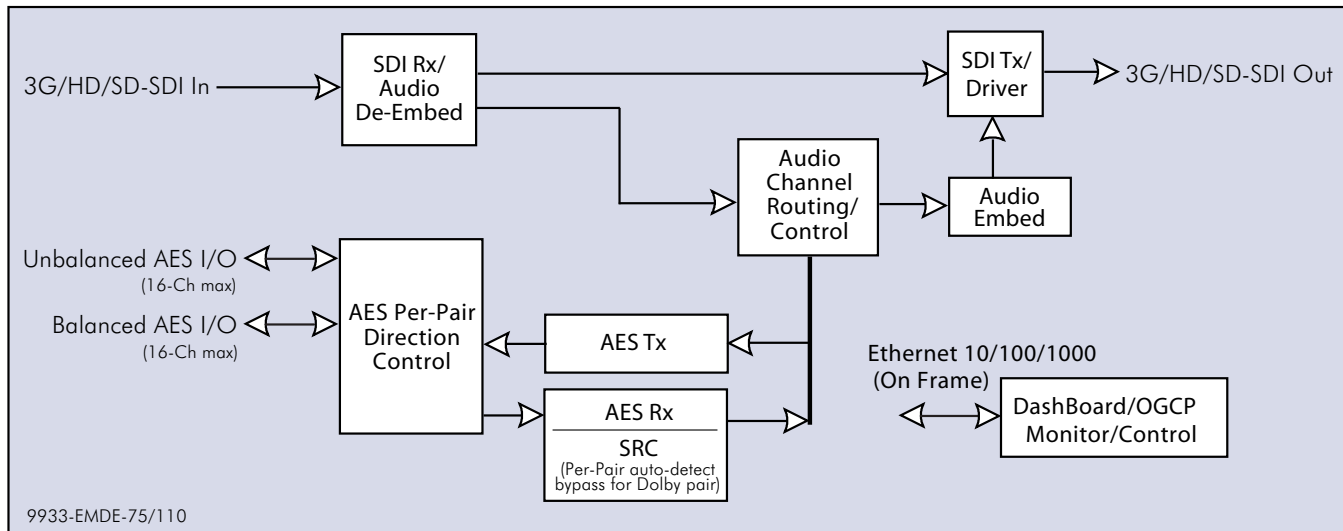 3G/HD/SD-SDI In
SDI Rx/
Audio
De-Embed
SDI Tx/
Driver
3G/HD/SD-SDI Out
Audio
Channel
Routing/
Control
Audio
Embed
Unbalanced AES I/O
(16-Ch max)
Balanced AES I/O
(16-Ch max)
AES Per-Pair
Direction
Control
AES Tx
AES Rx
SRC
(Per-Pair auto-detect
bypass for Dolby pair)
Ethernet 10/100/1000
(On Frame)
DashBoard/OGCP
Monitor/Control
9933-EMDE-75/110